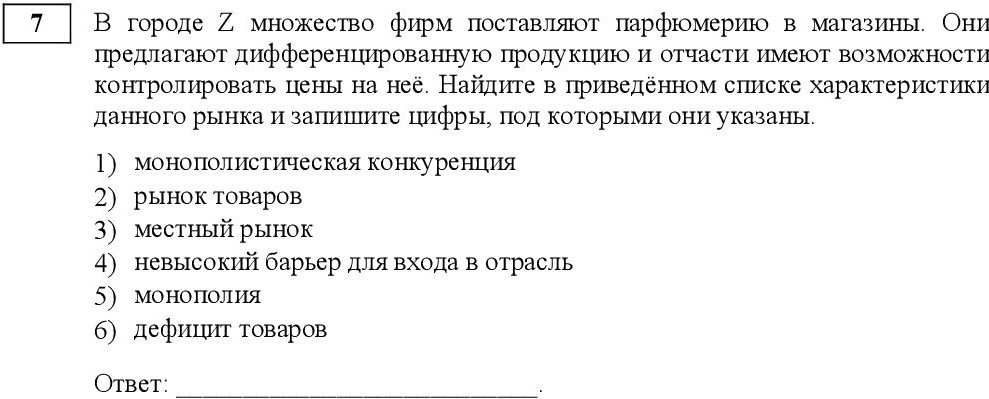 7
В городе Z множество фирм поставляют парфюмерию в магазины. Они
предлагают дифференцированную продукцию и отчасти имеют возможности
контролировать цены на неё. Найдите в приведённом списке характеристики
данного рынка и запишите цифры, под которыми они указаны.
1) монополистическая конкуренция
2) рынок товаров
3) местный рынок
4) невысокий барьер для входа в отрасль
5) монополия
6) дефицит товаров
Ответ: ___________________________.